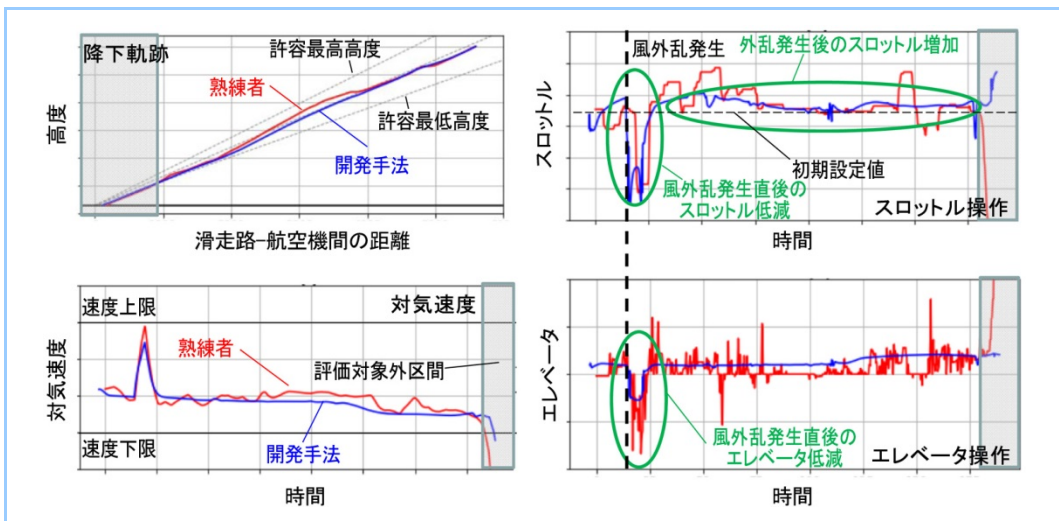 降下軌跡
許容最高高度
熟練者
許容最低高度
開発手法
高度
滑走路-航空機間の距離
風外乱発生
外乱発生後のスロットル増加
スロットル
初期設定値
風外乱発生直後の
スロットル低減
スロットル操作
時間
速度上限
対気速度
熟練者
評価対象外区間
対気速度
開発手法
速度下限
時間
エレベータ
風外乱発生直後の
エレベータ低減
エレベータ操作
時間